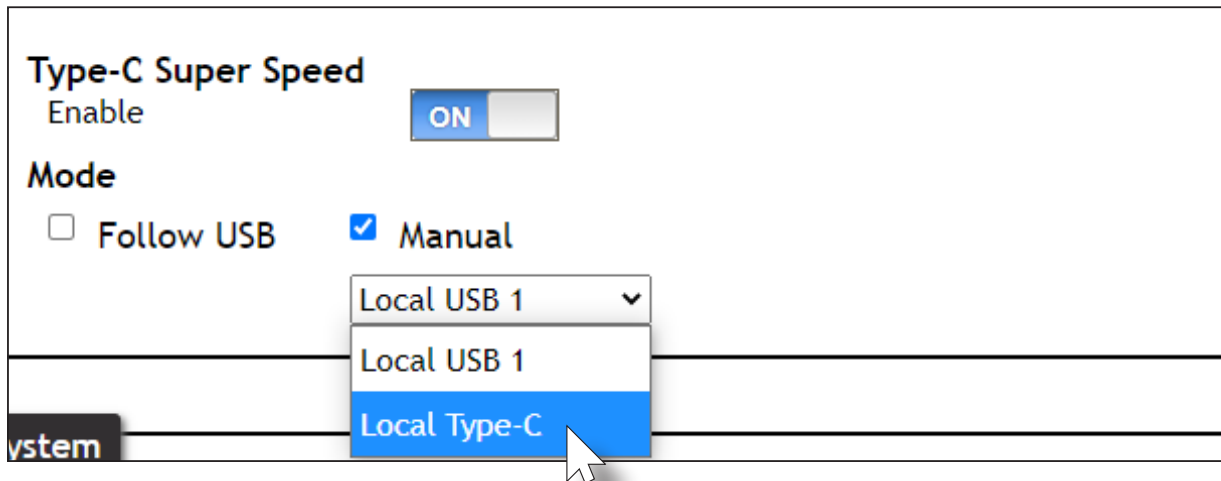 Type-C Super Speed
Enable
ON
Mode
Follow USB
Manual
Local USB 1
Local USB 1
Local Type-C
ystem